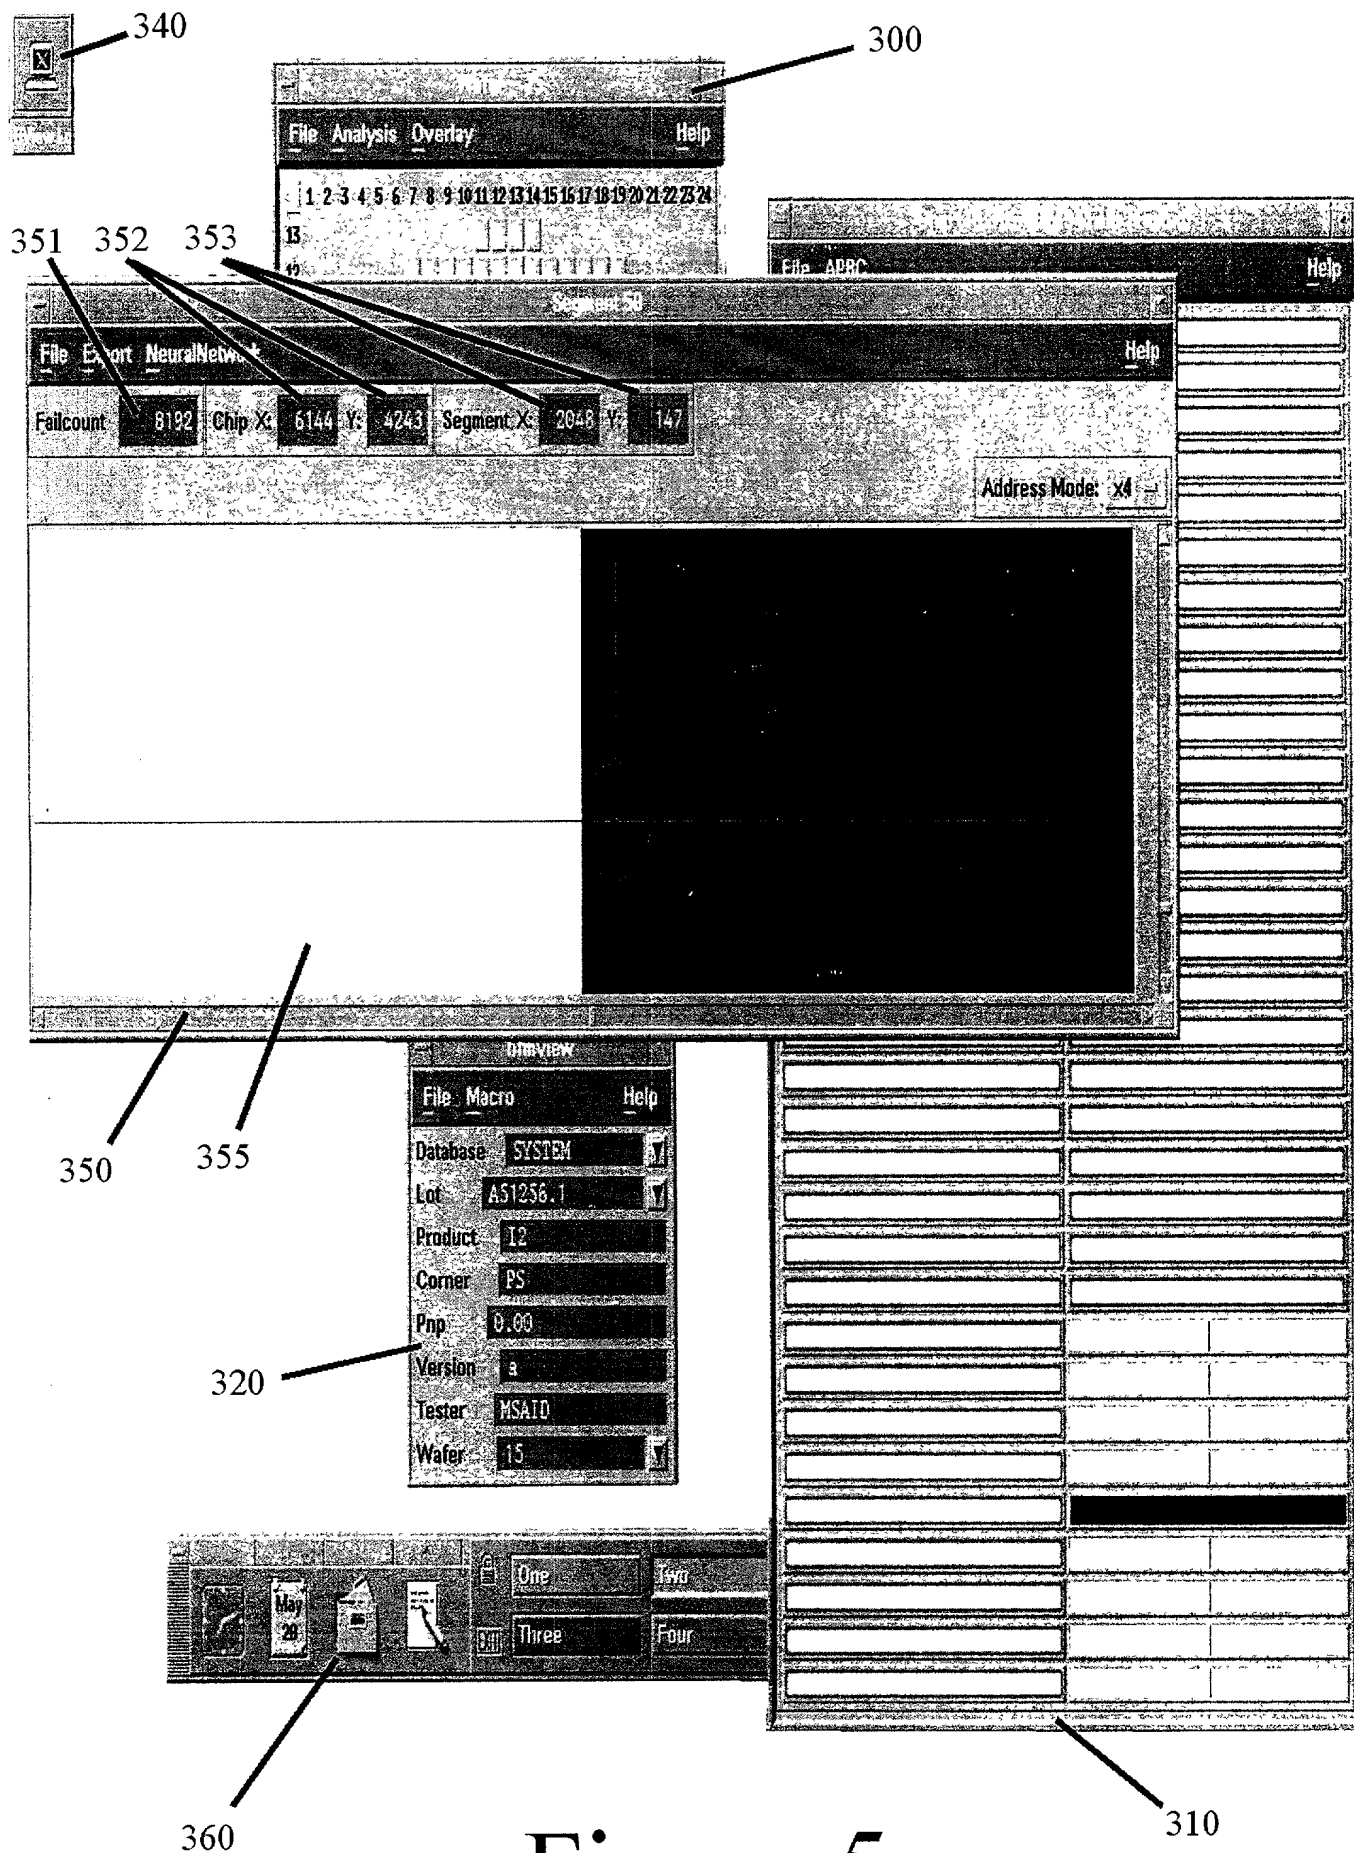 340
X
300
File Analysis Overlay Help
1 2 3 4 5 6 7 8 9 10 11 12 13 14 15 16 17 18 19 20 21 22 23 24
13
12
351 352 353
File APRC Help
Segment 50
File Export NeuralNetwork Help
Failcount 8192 Chip X: 6144 Y: 4243 Segment X: 2048 Y: 147
Address Mode: x4
350 355
bfmview
File Macro Help
Database SYSTEM
Lot A51256.1
Product I2
Corner PS
Pnp 0.00
Version a
Tester MSAID
Wafer 15
320
One Two
May
28
EXIT Three Four
360
310